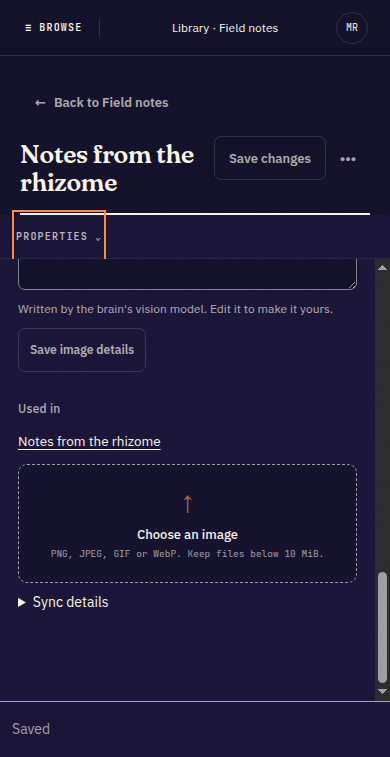 ≡ BROWSE
Library · Field notes
MR
← Back to Field notes
Notes from the
rhizome
Save changes
•••
PROPERTIES ⌄
Written by the brain's vision model. Edit it to make it yours.
Save image details
Used in
Notes from the rhizome
↑
Choose an image
PNG, JPEG, GIF or WebP. Keep files below 10 MiB.
▶ Sync details
Saved